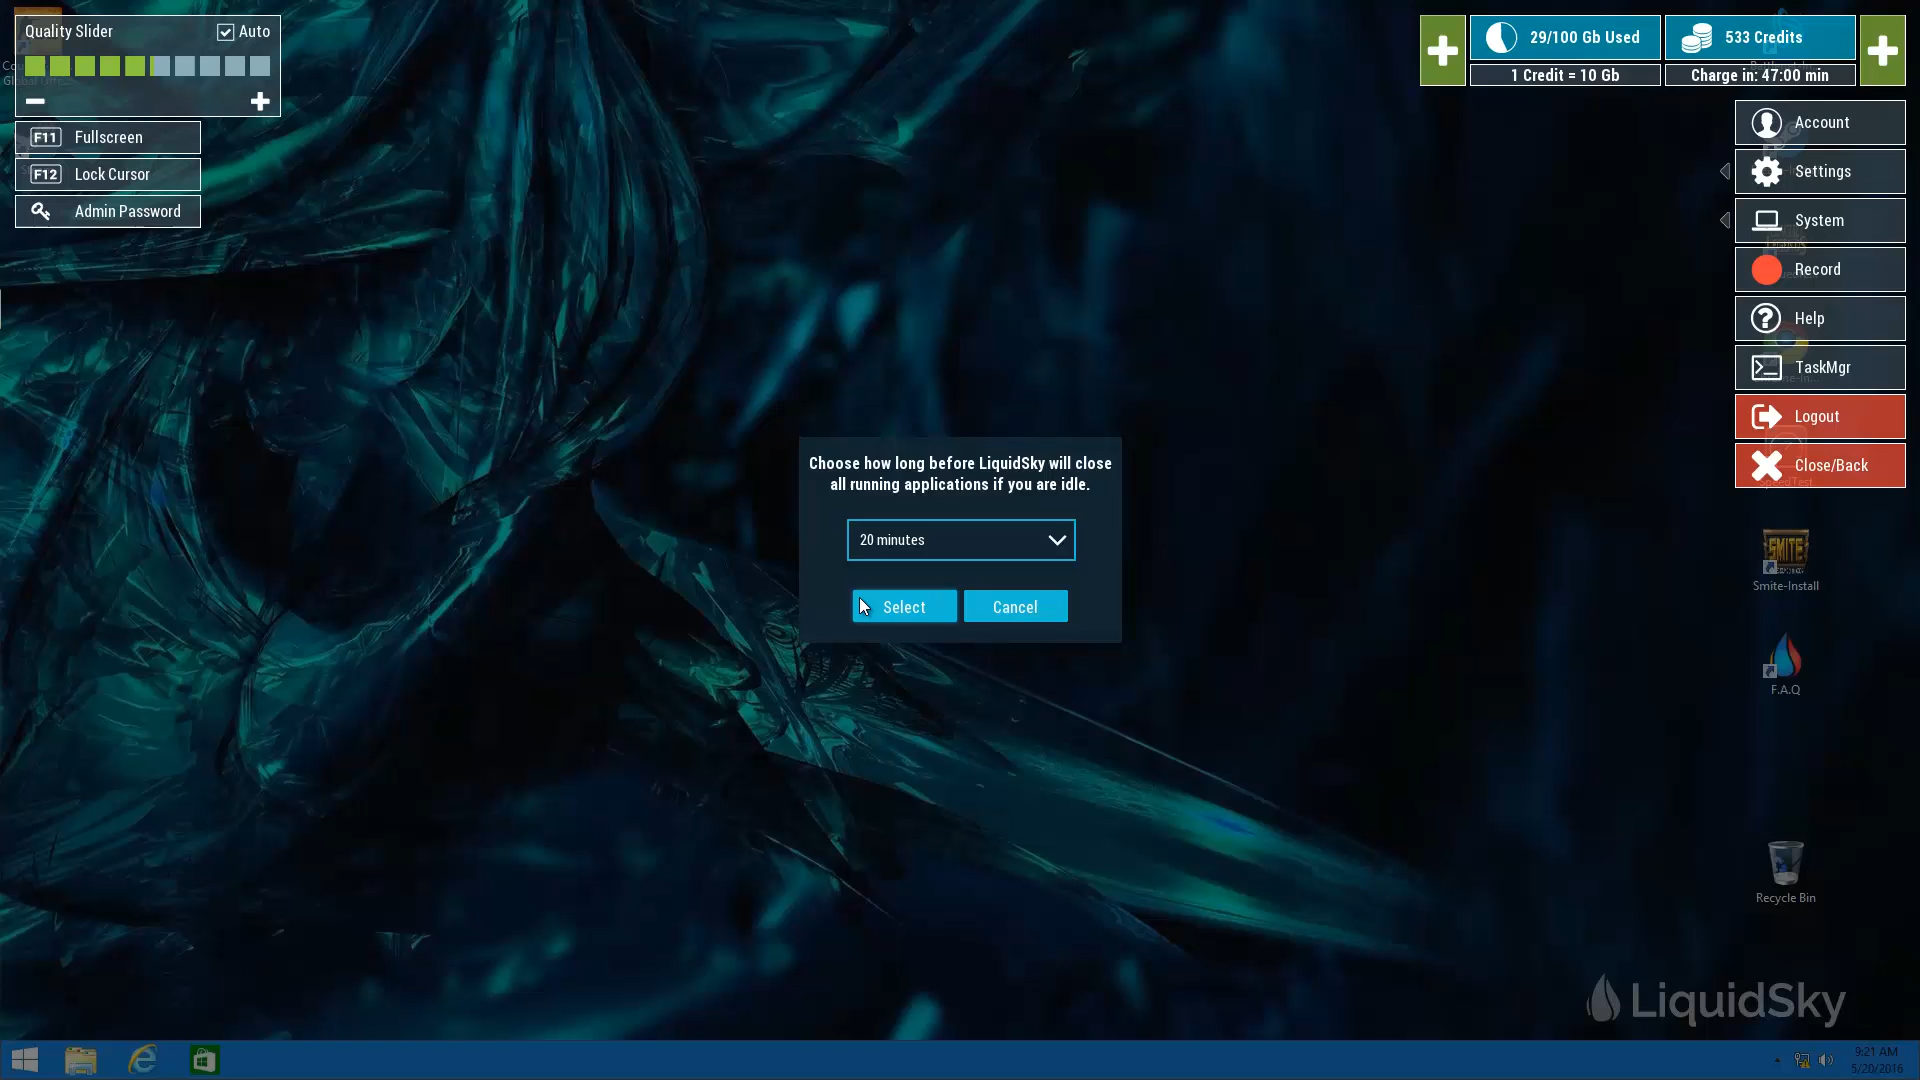 Quality Slider
Auto
F11 Fullscreen
F12 Lock Cursor
Admin Password
29/100 Gb Used
1 Credit = 10 Gb
533 Credits
Charge in: 47:00 min
Account
Settings
System
Record
Help
TaskMgr
Logout
Close/Back
SpeedTest
Choose how long before LiquidSky will close
all running applications if you are idle.
20 minutes
Select
Cancel
SMITE
Smite-Install
F.A.Q
Recycle Bin
LiquidSky
9:21 AM
5/20/2016